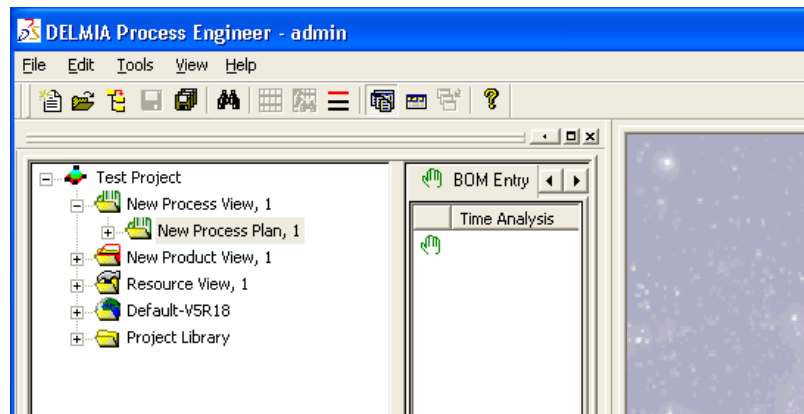 DELMIA Process Engineer - admin
File Edit Tools View Help
Test Project
New Process View, 1
New Process Plan, 1
New Product View, 1
Resource View, 1
Default-V5R18
Project Library
BOM Entry
Time Analysis